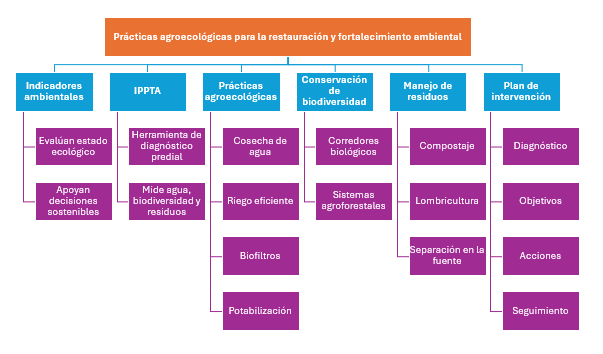 Prácticas agroecológicas para la restauración y fortalecimiento ambiental
Indicadores
ambientales
Evalúan estado
ecológico
Apoyan
decisiones
sostenibles
IPPTA
Herramienta de
diagnóstico
predial
Mide agua,
biodiversidad y
residuos
Prácticas
agroecológicas
Cosecha de
agua
Riego eficiente
Biofiltros
Potabilización
Conservación
de
biodiversidad
Corredores
biológicos
Sistemas
agroforestales
Manejo de
residuos
Compostaje
Lombricultura
Separación en la
fuente
Plan de
intervención
Diagnóstico
Objetivos
Acciones
Seguimiento